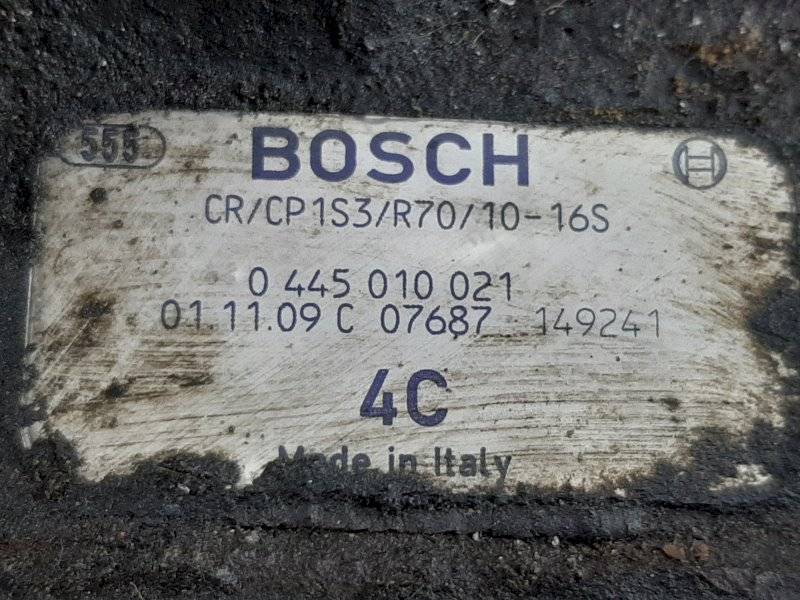 555 BOSCH
CR/CP1S3/R70/10-16S
0 445 010 021
01.11.09 C 07687 149241
4C
Made in Italy